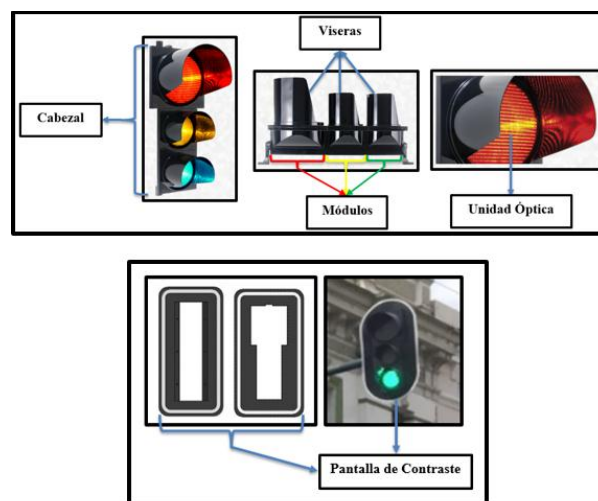 Viseras
Cabezal
Módulos
Unidad Óptica
Pantalla de Contraste